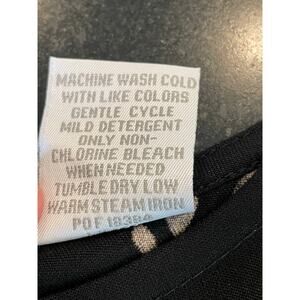 MACHINE WASH COLD
WITH LIKE COLORS
GENTLE CYCLE
MILD DETERGENT
ONLY NON-
CHLORINE BLEACH
WHEN NEEDED
TUMBLE DRY LOW
WARM STEAM IRON
POF 18384